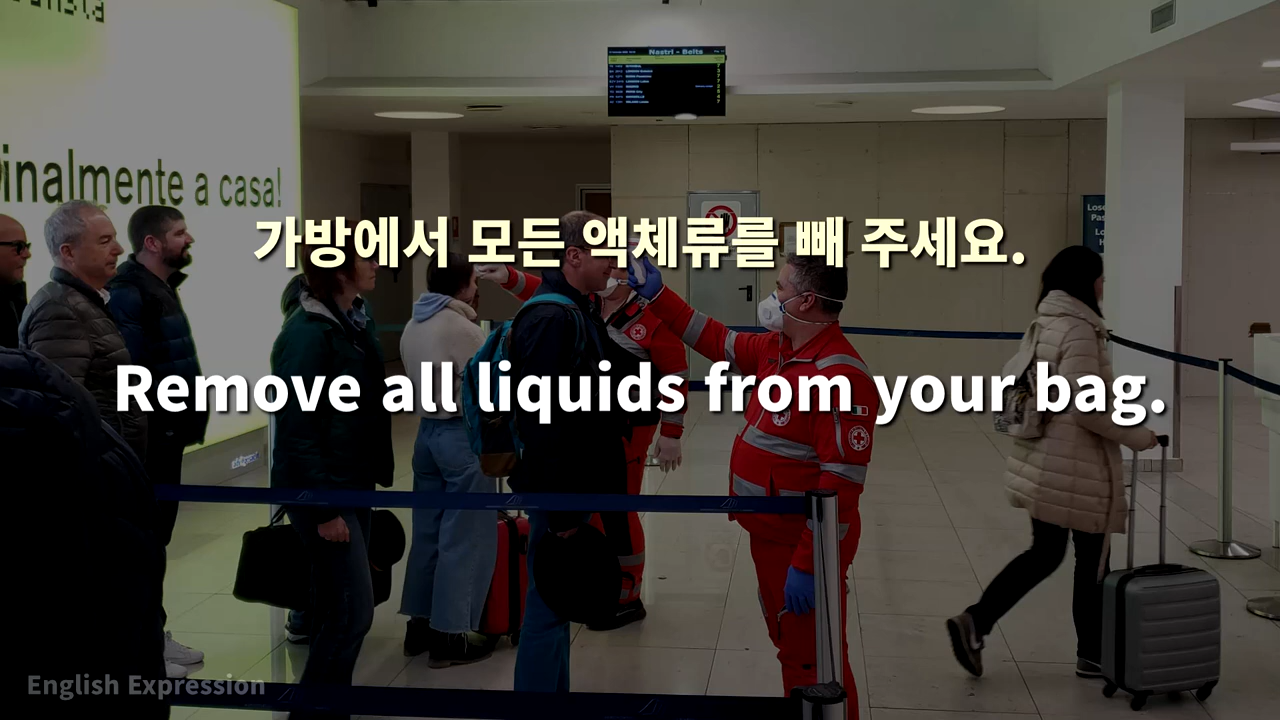 Nastri - Belts
inalmente a casa!
가방에서 모든 액체류를 빼 주세요.
Remove all liquids from your bag.
English Expression